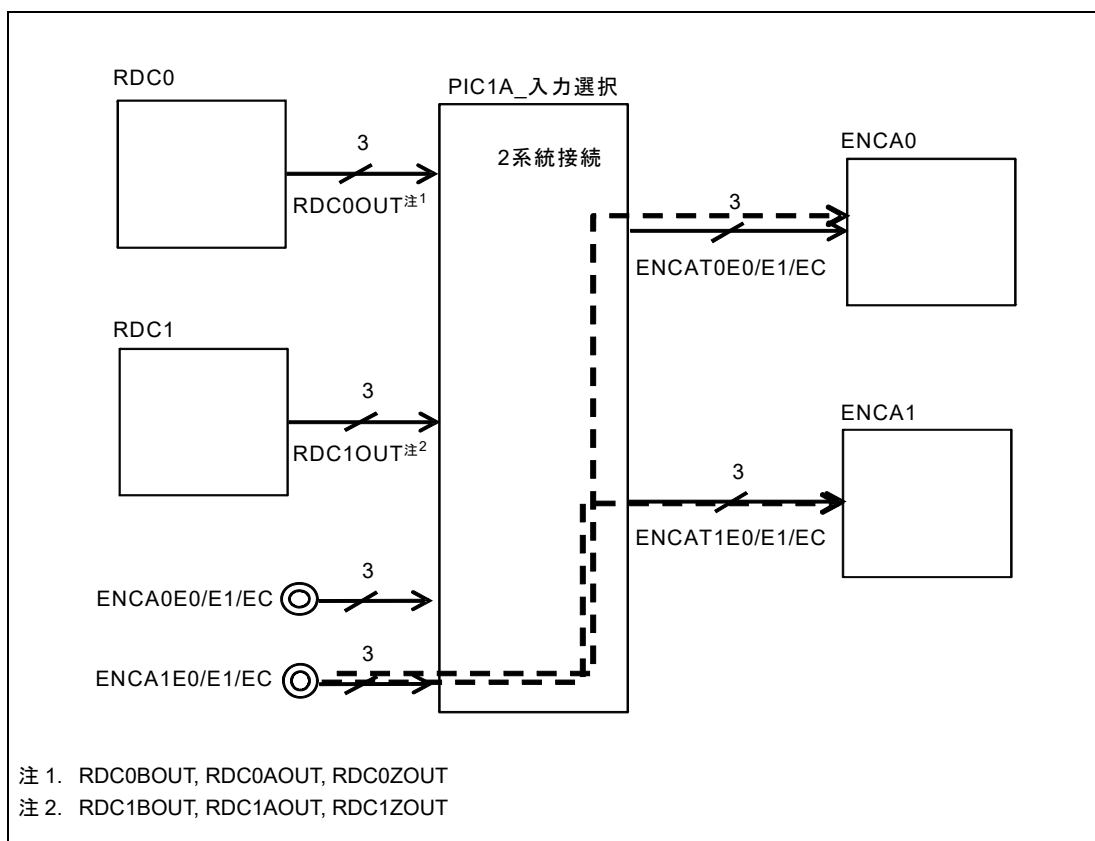 RDC0
PIC1A_入力選択
3
2系統接続
ENCA0
RDC0OUT注1
3
ENCAT0E0/E1/EC
RDC1
3
ENCA1
RDC1OUT注2
3
ENCAT1E0/E1/EC
3
ENCA0E0/E1/EC
3
ENCA1E0/E1/EC
注 1. RDC0BOUT, RDC0AOUT, RDC0ZOUT
注 2. RDC1BOUT, RDC1AOUT, RDC1ZOUT